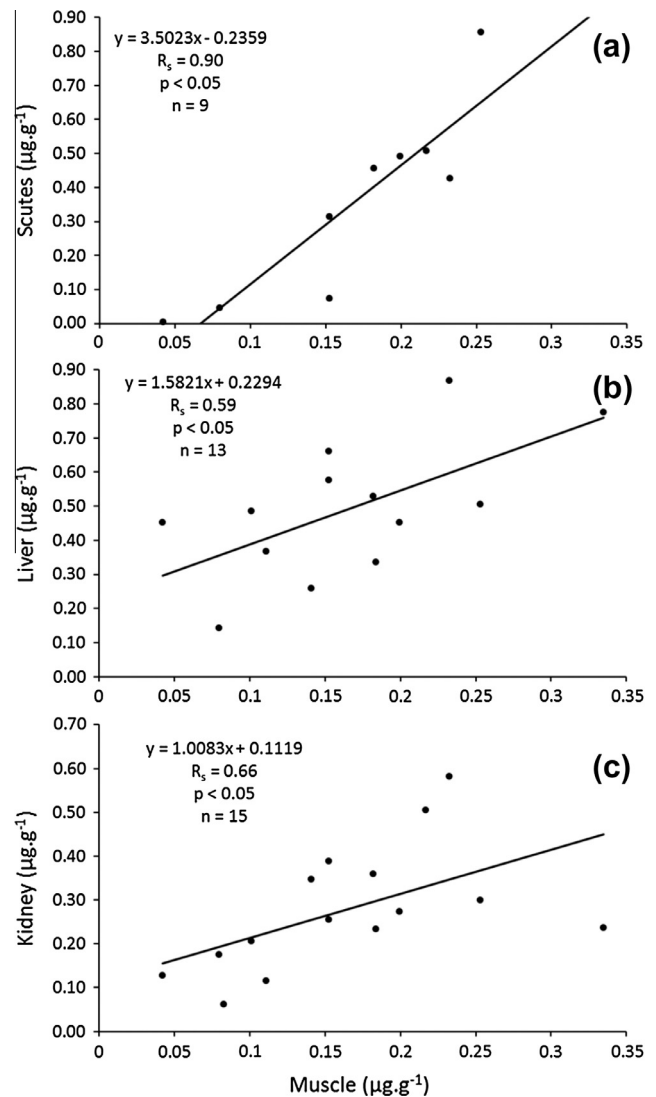 0.90
0.80
0.70
0.60
0.50
0.40
0.30
0.20
0.10
0.00
Scutes (µg.g⁻¹)
y = 3.5023x - 0.2359
Rₛ = 0.90
p < 0.05
n = 9
(a)
0 0.05 0.1 0.15 0.2 0.25 0.3 0.35
0.90
0.80
0.70
0.60
0.50
0.40
0.30
0.20
0.10
0.00
Liver (µg.g⁻¹)
y = 1.5821x + 0.2294
Rₛ = 0.59
p < 0.05
n = 13
(b)
0 0.05 0.1 0.15 0.2 0.25 0.3 0.35
0.70
0.60
0.50
0.40
0.30
0.20
0.10
0.00
Kidney (µg.g⁻¹)
y = 1.0083x + 0.1119
Rₛ = 0.66
p < 0.05
n = 15
(c)
0 0.05 0.1 0.15 0.2 0.25 0.3 0.35
Muscle (µg.g⁻¹)